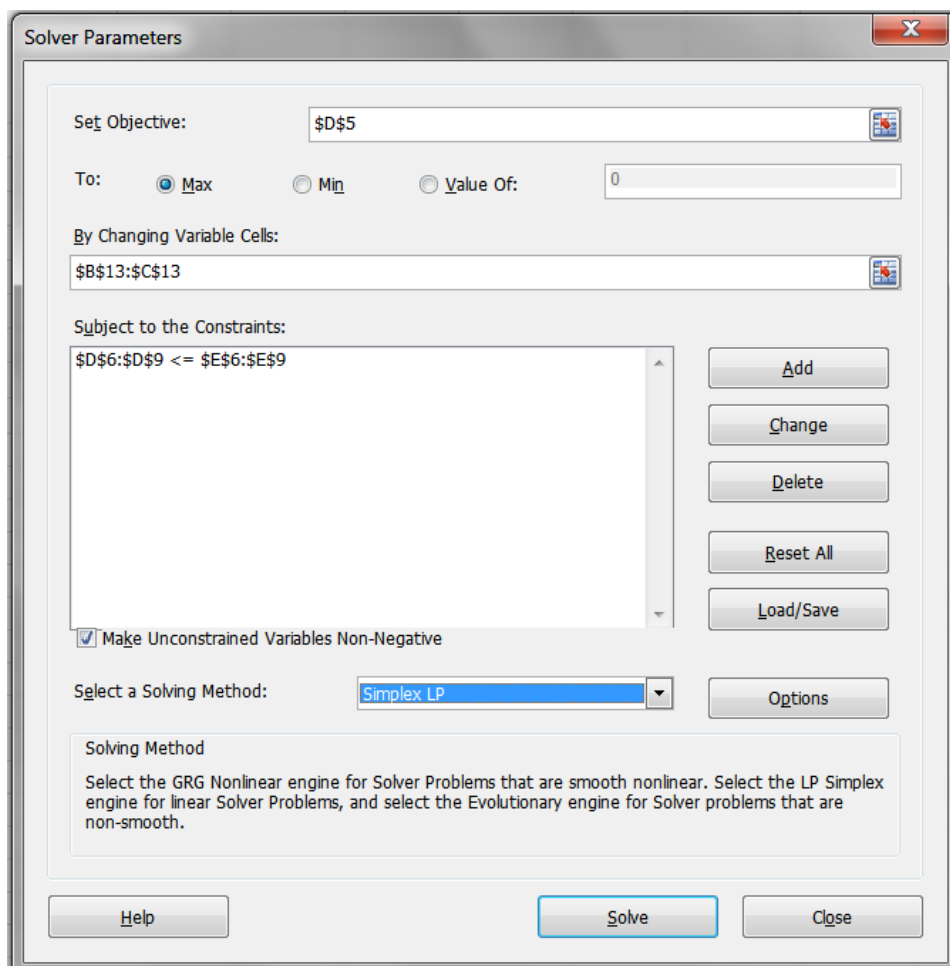 Solver Parameters
Set Objective: $D$5
To: Max Min Value Of: 0
By Changing Variable Cells:
$B$13:$C$13
Subject to the Constraints:
$D$6:$D$9 <= $E$6:$E$9
Add
Change
Delete
Reset All
Load/Save
Make Unconstrained Variables Non-Negative
Select a Solving Method: Simplex LP Options
Solving Method
Select the GRG Nonlinear engine for Solver Problems that are smooth nonlinear. Select the LP Simplex
engine for linear Solver Problems, and select the Evolutionary engine for Solver problems that are
non-smooth.
Help Solve Close